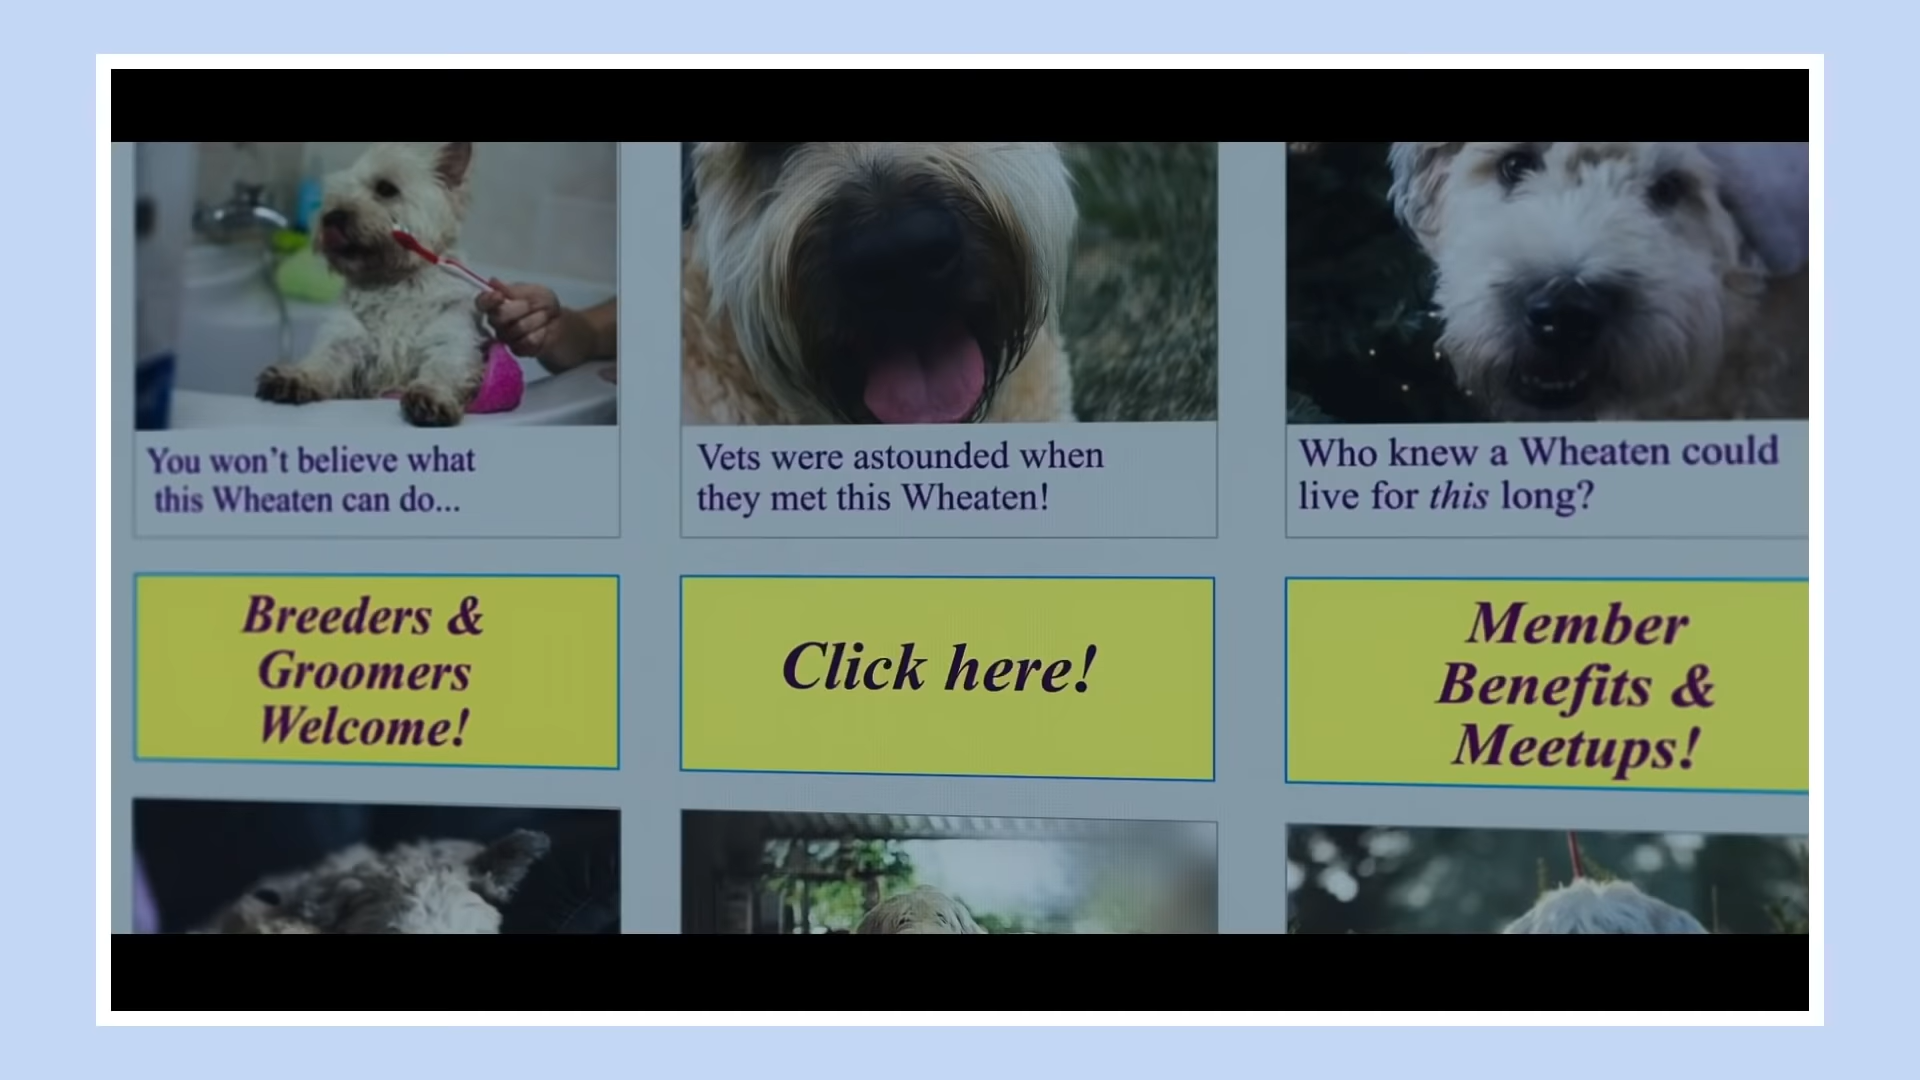 You won't believe what
this Wheaten can do...
Vets were astounded when
they met this Wheaten!
Who knew a Wheaten could
live for this long?
Breeders &
Groomers
Welcome!
Click here!
Member
Benefits &
Meetups!